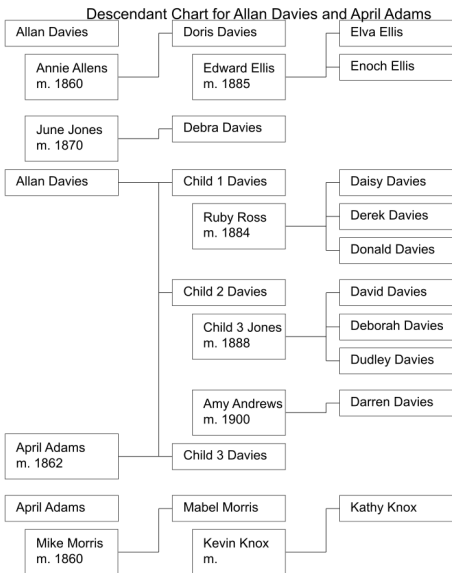 Descendant Chart for Allan Davies and April Adams
Allan Davies
Doris Davies
Elva Ellis
Annie Allens
m. 1860
Edward Ellis
m. 1885
Enoch Ellis
June Jones
m. 1870
Debra Davies
Allan Davies
Child 1 Davies
Daisy Davies
Ruby Ross
m. 1884
Derek Davies
Donald Davies
Child 2 Davies
David Davies
Child 3 Jones
m. 1888
Deborah Davies
Dudley Davies
Amy Andrews
m. 1900
Darren Davies
April Adams
m. 1862
Child 3 Davies
April Adams
Mabel Morris
Kathy Knox
Mike Morris
m. 1860
Kevin Knox
m.